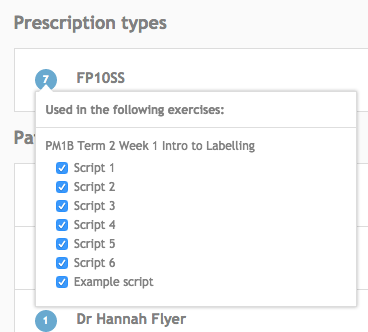 Prescription types
7 FP10SS
Used in the following exercises:
Pa
PM1B Term 2 Week 1 Intro to Labelling
Script 1
Script 2
Script 3
Script 4
Script 5
Script 6
Example script
1 Dr Hannah Flyer